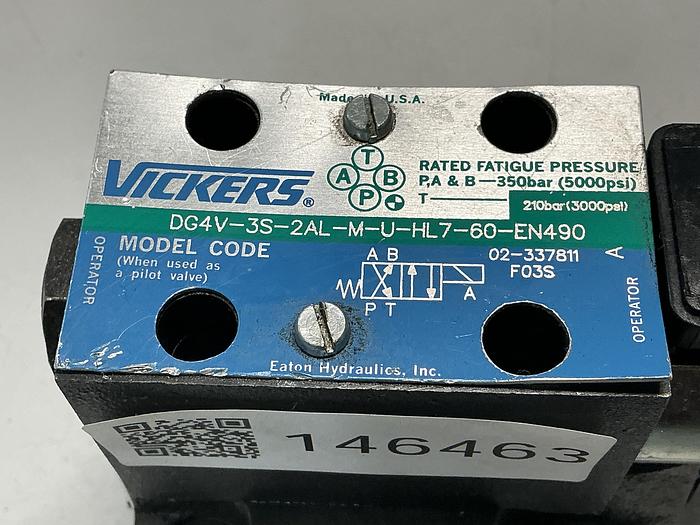 Made U.S.A.
VICKERS®
T
A B
P
RATED FATIGUE PRESSURE
P,A & B—350bar (5000psi)
T— 210bar (3000psi)
DG4V-3S-2AL-M-U-HL7-60-EN490
OPERATOR
MODEL CODE
(When used as
a pilot valve)
A B
A
P T
02-337811
F03S
A
OPERATOR
Eaton Hydraulics, Inc.
146463